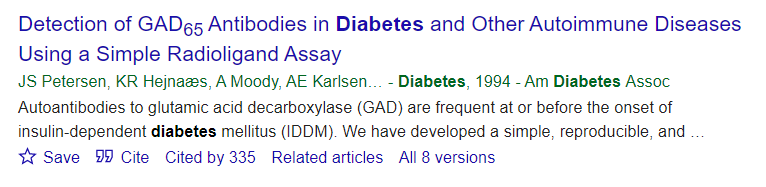 Detection of GAD65 Antibodies in Diabetes and Other Autoimmune Diseases
Using a Simple Radioligand Assay
JS Petersen, KR Hejnaæs, A Moody, AE Karlsen… - Diabetes, 1994 - Am Diabetes Assoc
Autoantibodies to glutamic acid decarboxylase (GAD) are frequent at or before the onset of
insulin-dependent diabetes mellitus (IDDM). We have developed a simple, reproducible, and …
Save Cite Cited by 335 Related articles All 8 versions